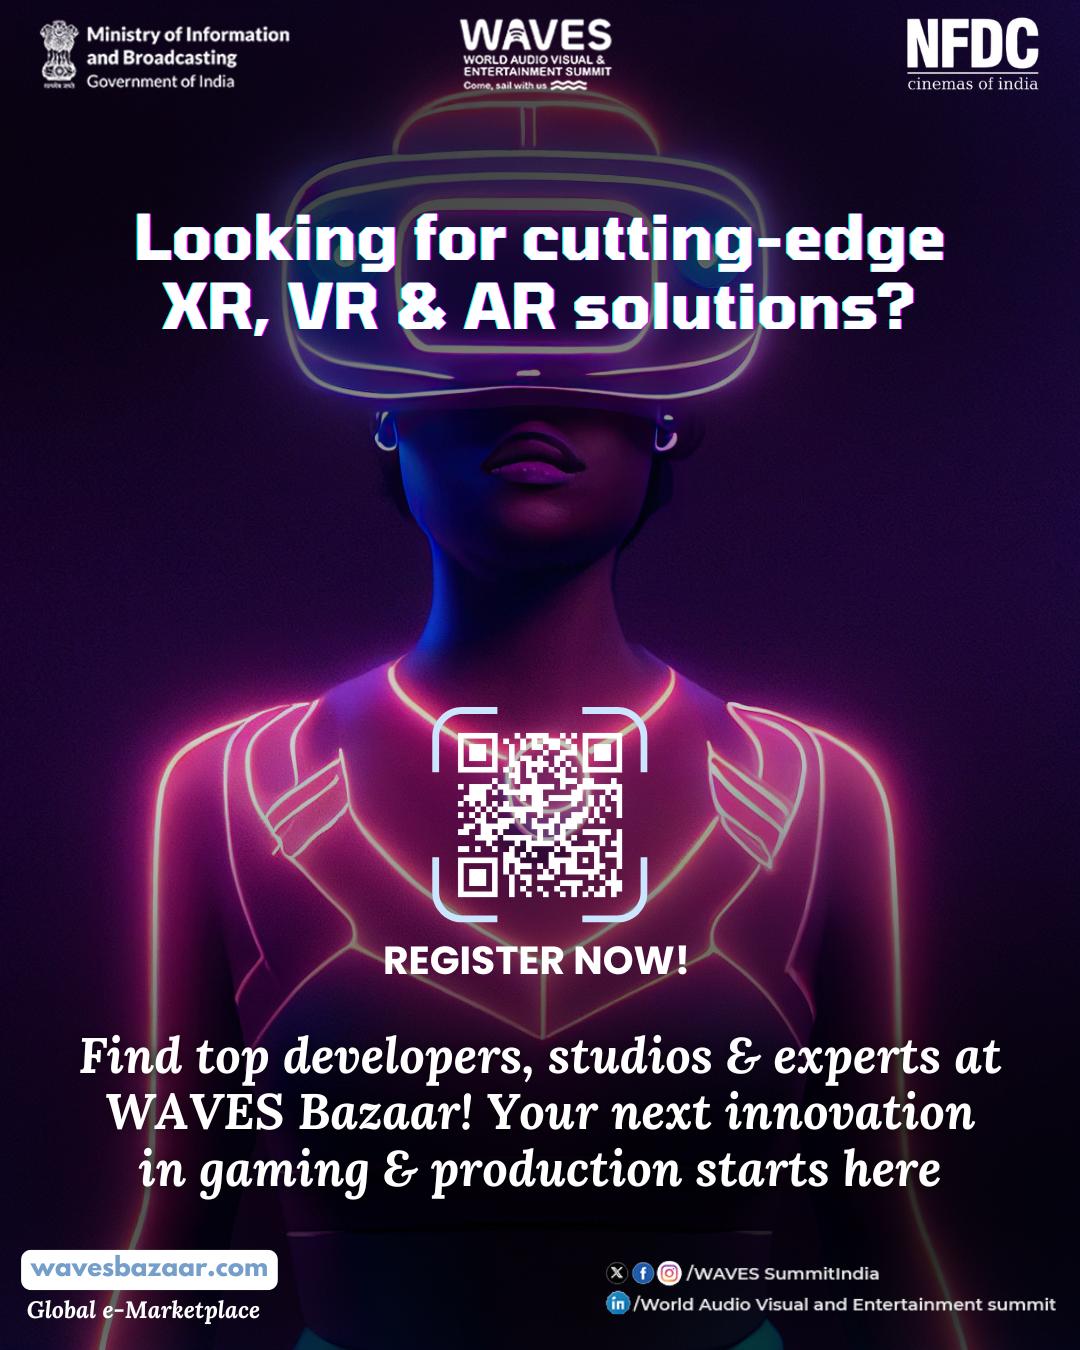 Ministry of Information
and Broadcasting
Government of India
WAVES
WORLD AUDIO VISUAL &
ENTERTAINMENT SUMMIT
Come, sail with us
NFDC
cinemas of india
Looking for cutting-edge
XR, VR & AR solutions?
REGISTER NOW!
Find top developers, studios & experts at
WAVES Bazaar! Your next innovation
in gaming & production starts here
wavesbazaar.com
Global e-Marketplace
/WAVES SummitIndia
/World Audio Visual and Entertainment summit